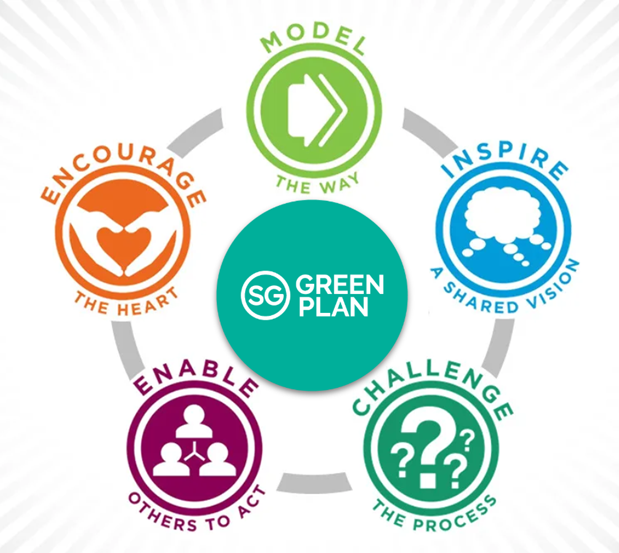 MODEL
THE WAY
INSPIRE
A SHARED VISION
CHALLENGE
THE PROCESS
ENABLE
OTHERS TO ACT
ENCOURAGE
THE HEART
SG GREEN
PLAN
? ? ? ?